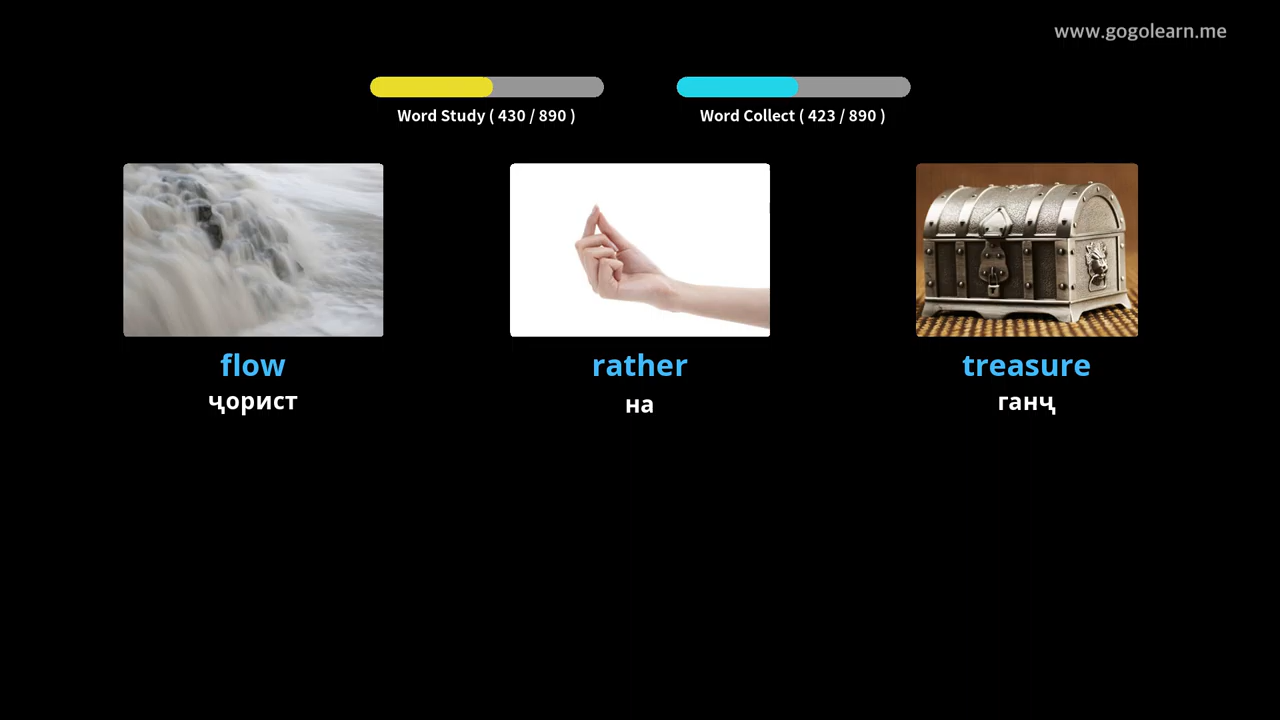 www.gogolearn.me
Word Study ( 430 / 890 )
Word Collect ( 423 / 890 )
flow
ҷорист
rather
на
treasure
ганҷ